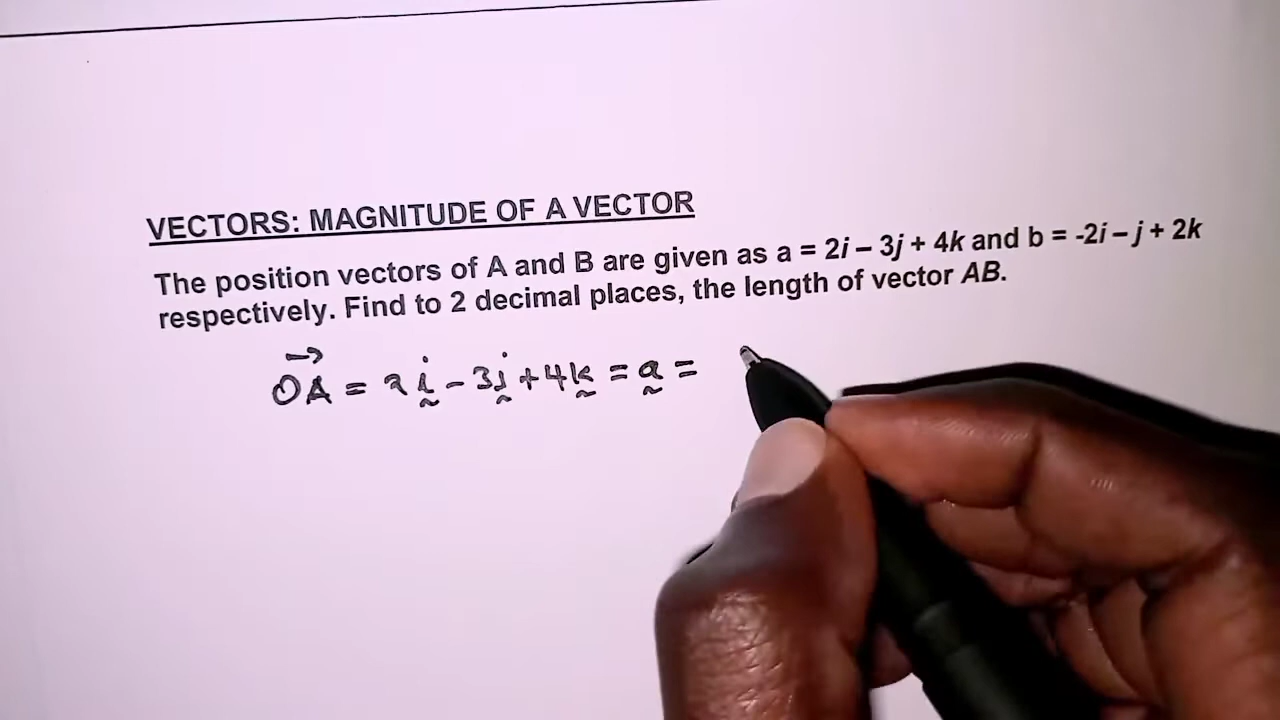 VECTORS: MAGNITUDE OF A VECTOR
The position vectors of A and B are given as a = 2i – 3j + 4k and b = -2i – j + 2k
respectively. Find to 2 decimal places, the length of vector AB.
→
OA = 2i - 3j + 4k = a =